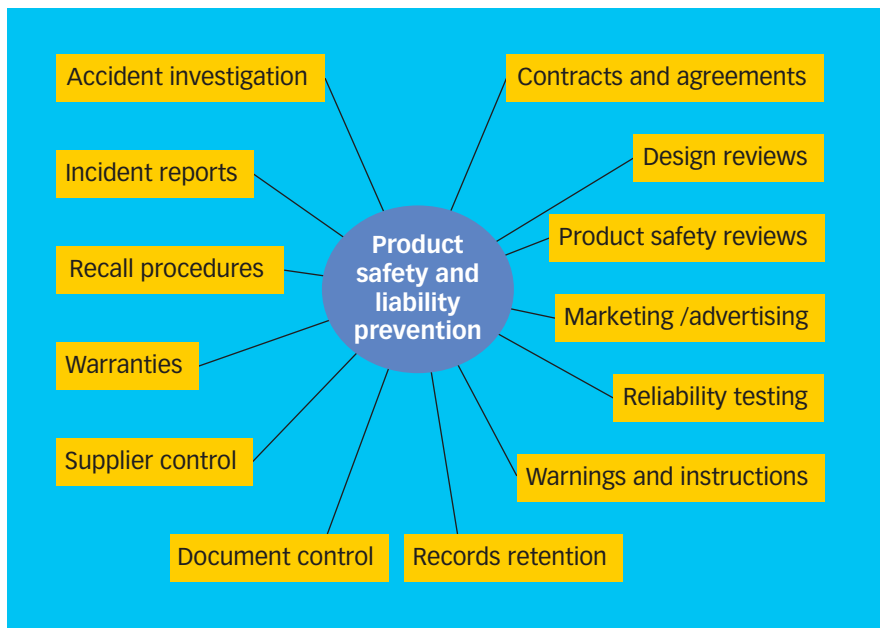 Accident investigation
Contracts and agreements
Design reviews
Incident reports
Product safety reviews
Product
safety and
liability
prevention
Recall procedures
Marketing /advertising
Warranties
Reliability testing
Supplier control
Warnings and instructions
Document control
Records retention